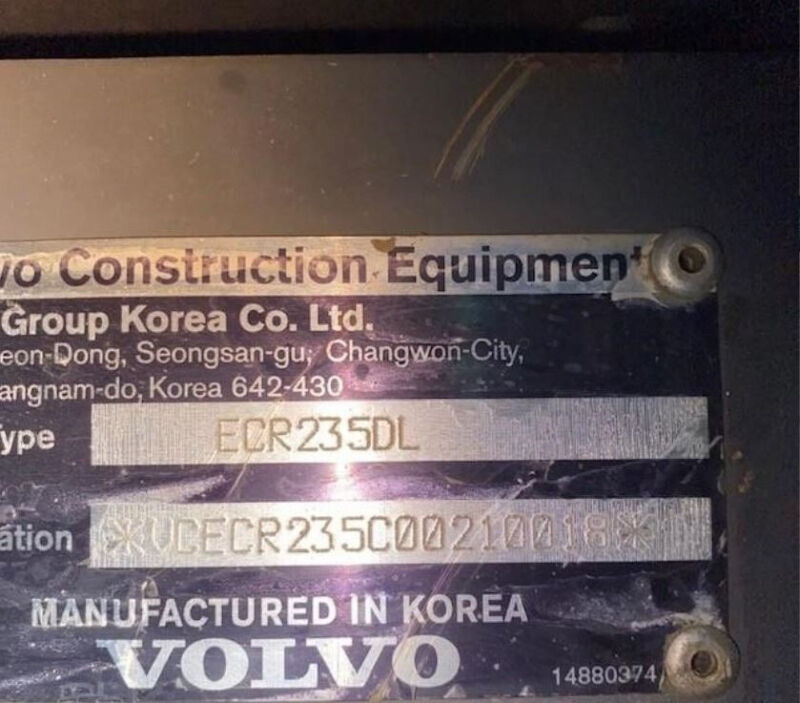 vo Construction Equipment
Group Korea Co. Ltd.
eon-Dong, Seongsan-gu, Changwon-City,
angnam-do, Korea 642-430
Type ECR235DL
ation *VCECR235C00210018*
MANUFACTURED IN KOREA
VOLVO
14880374